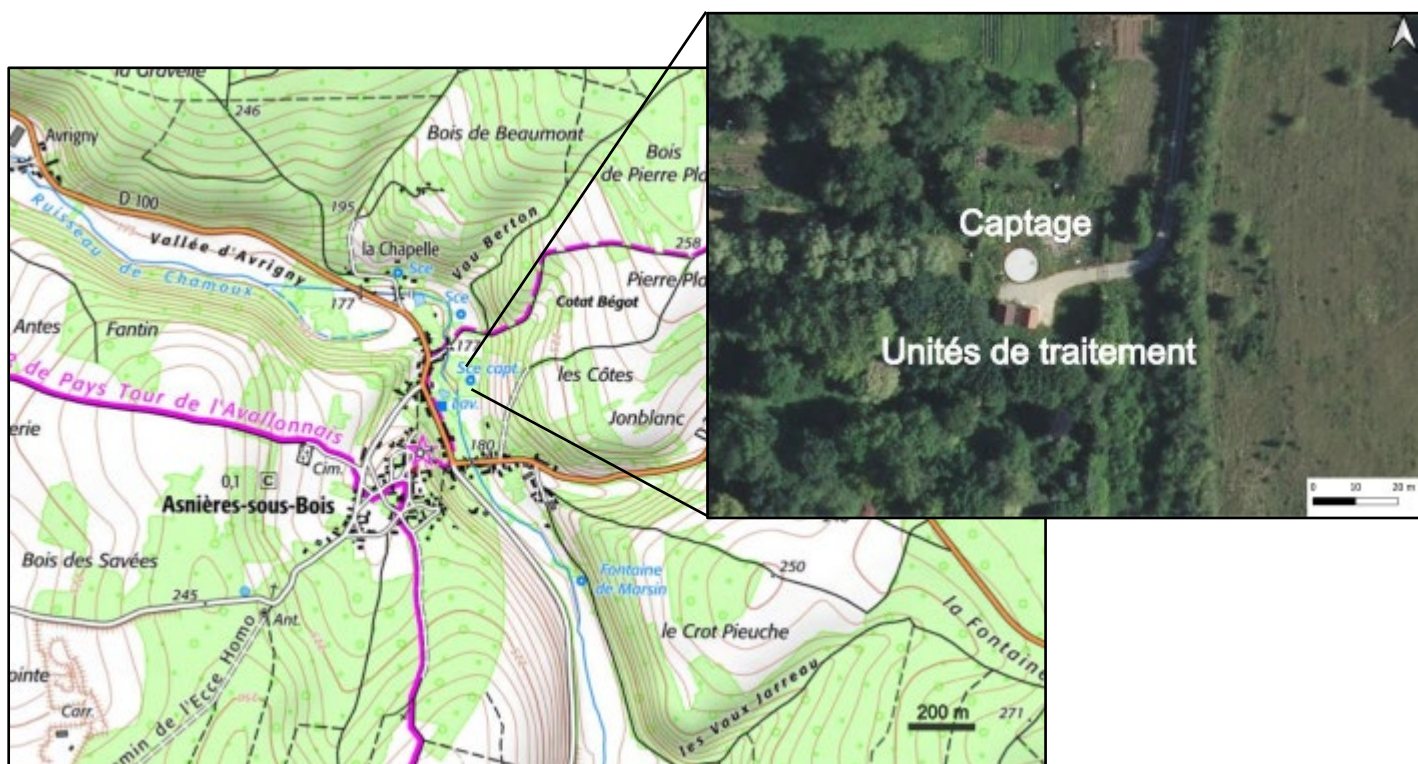 la Gravelle
246
Avrigny
Bois de Beaumont
Bois
de Pierre Pla
D 100
195
Ruisseau de Chamoux
Vallée d'Avrigny
la Chapelle
Sce
Vau Berton
258
Pierre Pla
177
Sce
Cotat Bégot
Antes
Fantin
177
Sce capt.
les Côtes
de Pays Tour de l'Avallonnais
Lav.
Jonblanc
erie
180
Cim.
0,1 C
Asnières-sous-Bois
Bois des Savées
245
Ant.
Fontaine
de Marsin
250
le Crot Pieuche
la Fontaine
ointe
Carr.
emin de l'Ecce Homo
les Vaux Jarreau
200 m
271
Captage
Unités de traitement
0 10 20 m